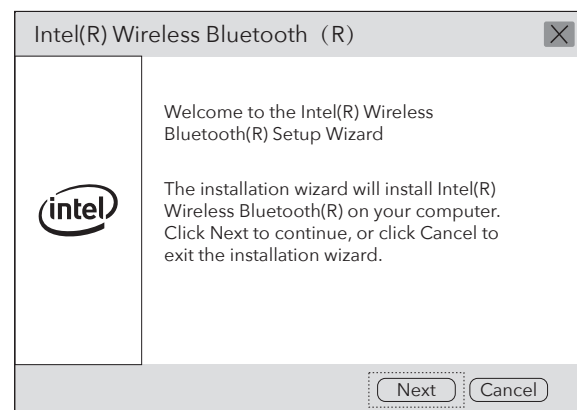 Intel(R) Wireless Bluetooth（R）
Welcome to the Intel(R) Wireless
Bluetooth(R) Setup Wizard
The installation wizard will install Intel(R)
Wireless Bluetooth(R) on your computer.
Click Next to continue, or click Cancel to
exit the installation wizard.
intel
Next
Cancel